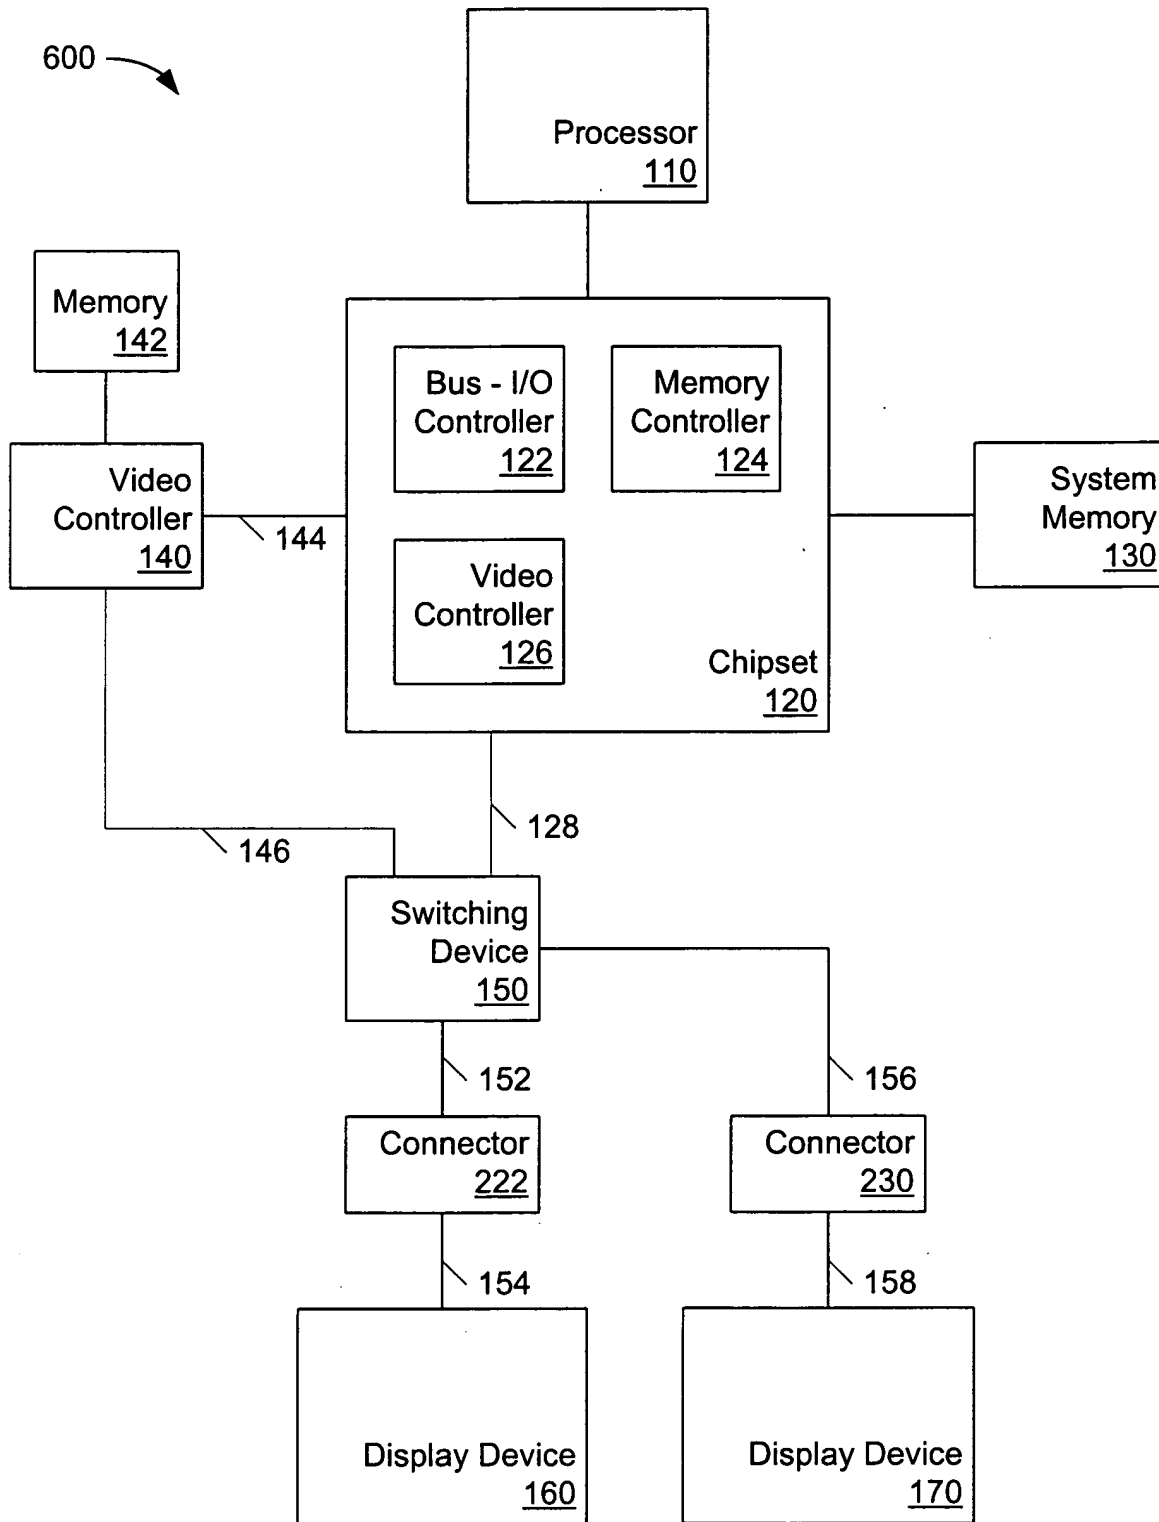 600
Processor
110
Memory
142
Bus - I/O
Controller
122
Memory
Controller
124
Video
Controller
140
144
System
Memory
130
Video
Controller
126
Chipset
120
128
146
Switching
Device
150
152
156
Connector
222
Connector
230
154
158
Display Device
160
Display Device
170